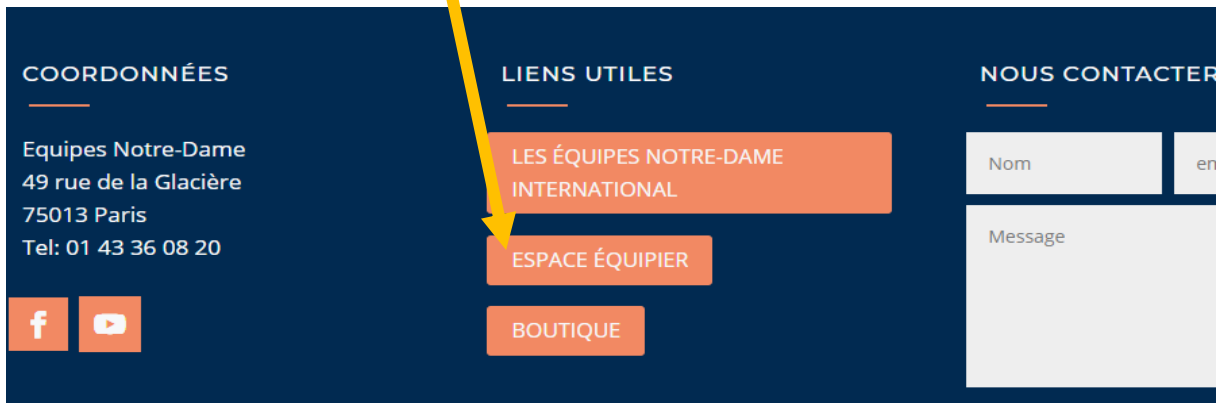 COORDONNÉES
Equipes Notre-Dame
49 rue de la Glacière
75013 Paris
Tel: 01 43 36 08 20
LIENS UTILES
LES ÉQUIPES NOTRE-DAME
INTERNATIONAL
ESPACE ÉQUIPIER
BOUTIQUE
NOUS CONTACTER
Nom
Message